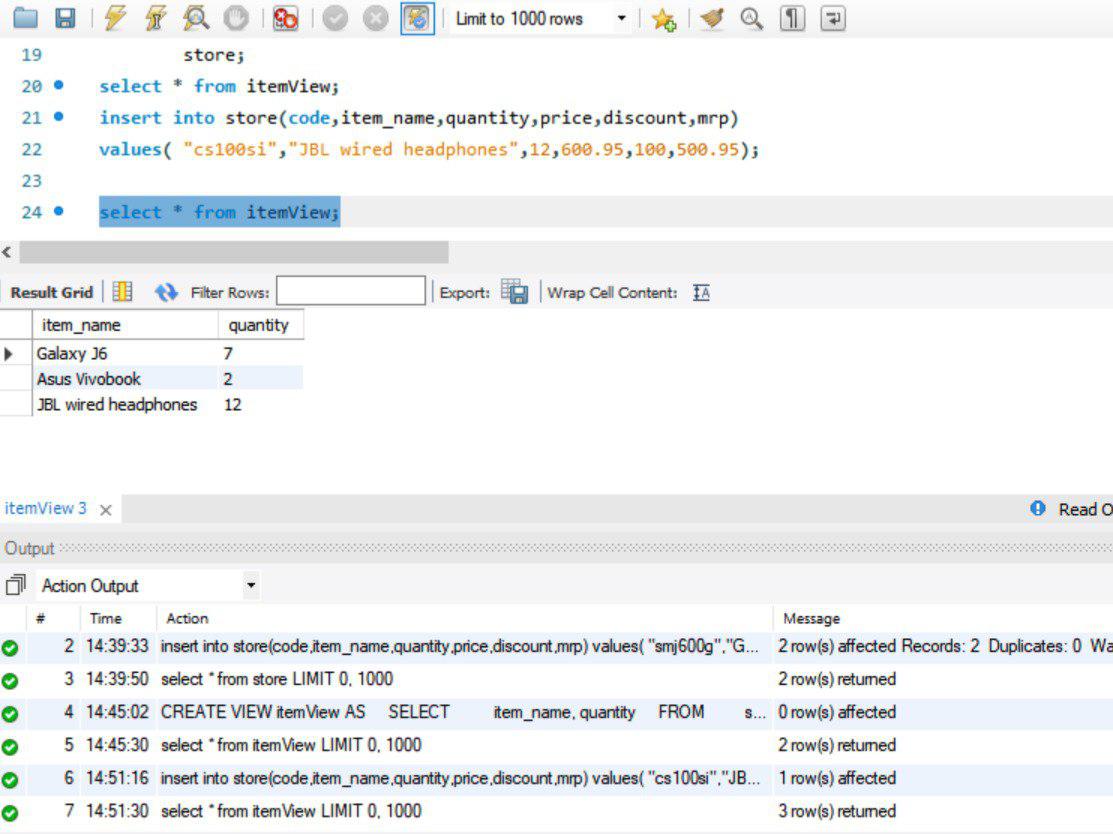 Limit to 1000 rows
19 store;
20 select * from itemView;
21 insert into store(code,item_name,quantity,price,discount,mrp)
22 values( "cs100si","JBL wired headphones",12,600.95,100,500.95);
23
24 select * from itemView;
Result Grid Filter Rows: Export: Wrap Cell Content: IA
item_name quantity
Galaxy J6 7
Asus Vivobook 2
JBL wired headphones 12
itemView 3 Read O
Output
Action Output
# Time Action Message
2 14:39:33 insert into store(code,item_name,quantity,price,discount,mrp) values( "smj600g","G... 2 row(s) affected Records: 2 Duplicates: 0 Wa
3 14:39:50 select * from store LIMIT 0, 1000 2 row(s) returned
4 14:45:02 CREATE VIEW itemView AS SELECT item_name, quantity FROM s... 0 row(s) affected
5 14:45:30 select * from itemView LIMIT 0, 1000 2 row(s) returned
6 14:51:16 insert into store(code,item_name,quantity,price,discount,mrp) values( "cs100si","JB... 1 row(s) affected
7 14:51:30 select * from itemView LIMIT 0, 1000 3 row(s) returned